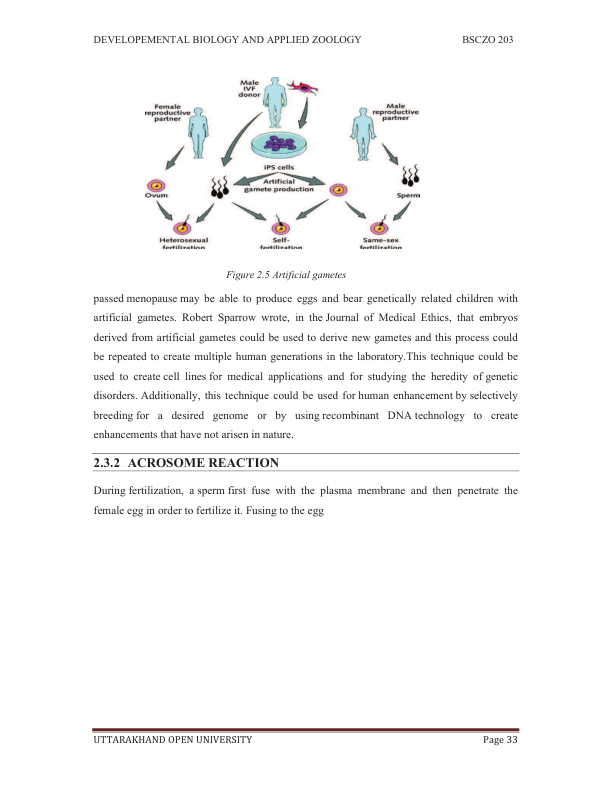 DEVELOPEMENTAL BIOLOGY AND APPLIED ZOOLOGY BSCZO 203
Male
IVF
donor
Female
reproductive
partner
Male
reproductive
partner
iPS cells
Artificial
gamete production
Ovum
Sperm
Heterosexual
fertilization
Self-
fertilization
Same-sex
fertilization
Figure 2.5 Artificial gametes
passed menopause may be able to produce eggs and bear genetically related children with
artificial gametes. Robert Sparrow wrote, in the Journal of Medical Ethics, that embryos
derived from artificial gametes could be used to derive new gametes and this process could
be repeated to create multiple human generations in the laboratory.This technique could be
used to create cell lines for medical applications and for studying the heredity of genetic
disorders. Additionally, this technique could be used for human enhancement by selectively
breeding for a desired genome or by using recombinant DNA technology to create
enhancements that have not arisen in nature.
2.3.2 ACROSOME REACTION
During fertilization, a sperm first fuse with the plasma membrane and then penetrate the
female egg in order to fertilize it. Fusing to the egg
UTTARAKHAND OPEN UNIVERSITY Page 33